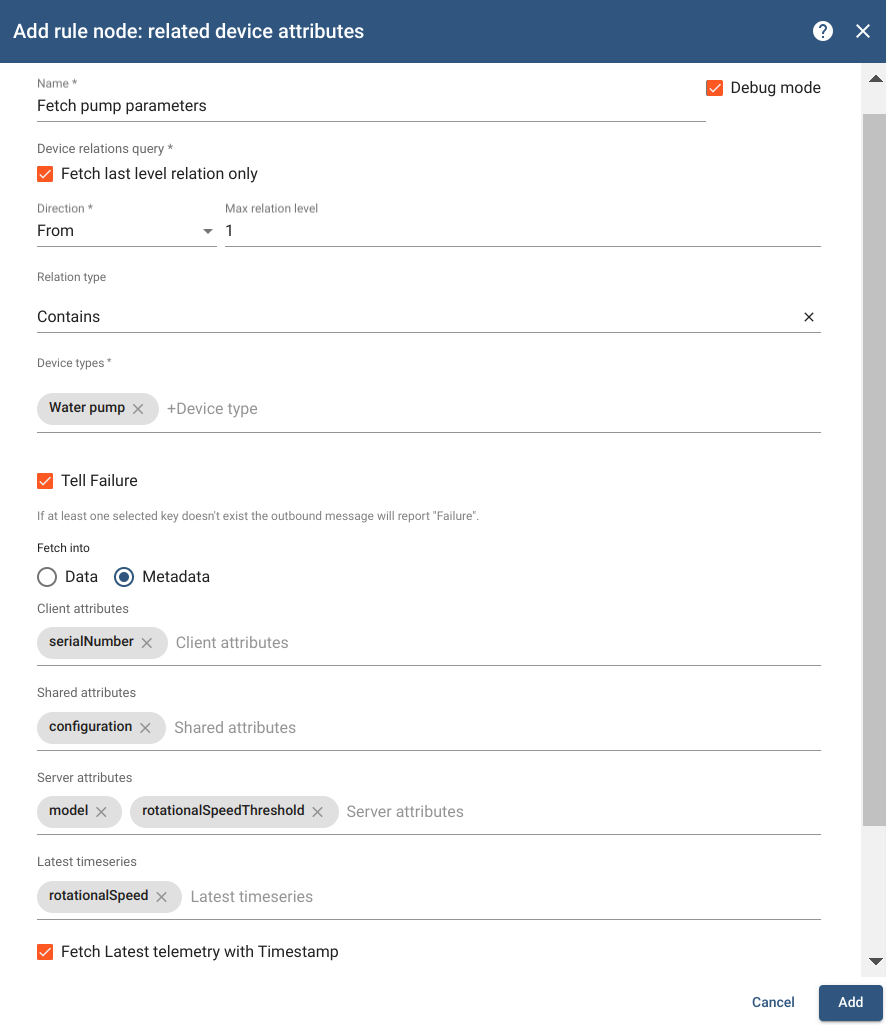 Add rule node: related device attributes
Name *
Fetch pump parameters
Debug mode
Device relations query *
Fetch last level relation only
Direction *
Max relation level
From
1
Relation type
Contains
Device types *
Water pump
+Device type
Tell Failure
If at least one selected key doesn't exist the outbound message will report "Failure".
Fetch into
Data
Metadata
Client attributes
serialNumber
Client attributes
Shared attributes
configuration
Shared attributes
Server attributes
model
rotationalSpeedThreshold
Server attributes
Latest timeseries
rotationalSpeed
Latest timeseries
Fetch Latest telemetry with Timestamp
Cancel
Add